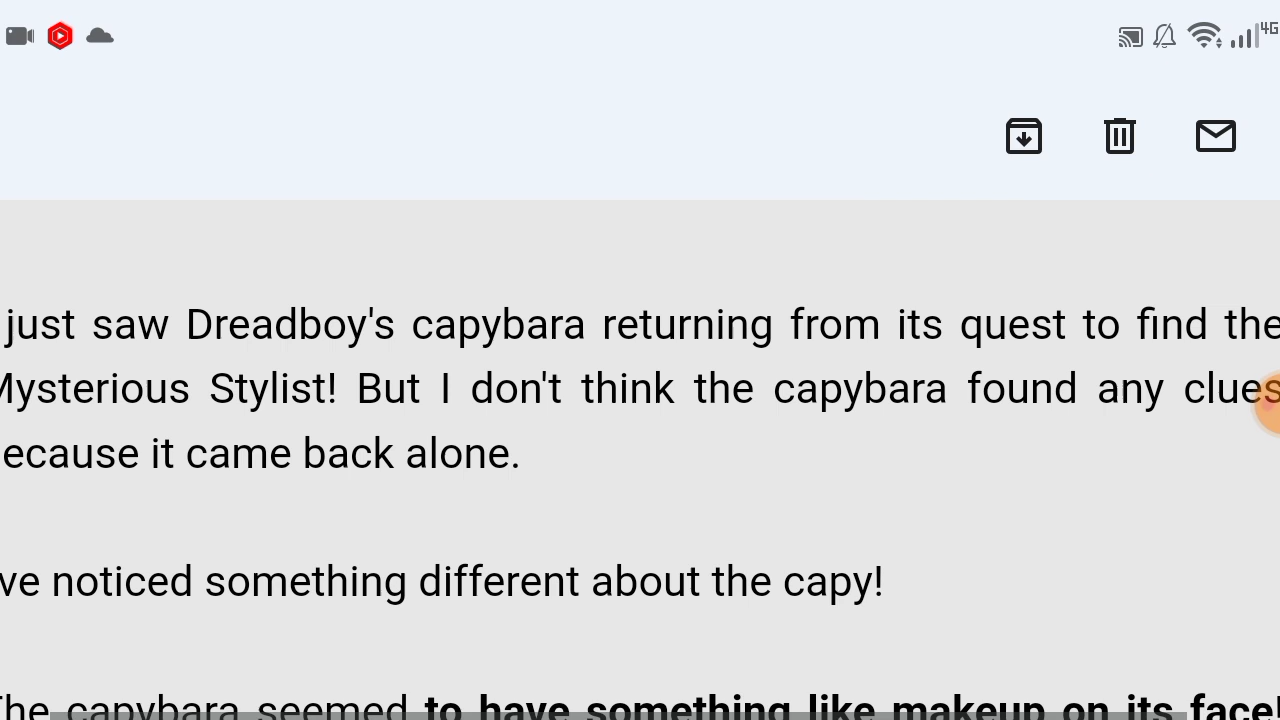 4G
just saw Dreadboy's capybara returning from its quest to find the
Mysterious Stylist! But I don't think the capybara found any clues
ecause it came back alone.
ve noticed something different about the capy!
The capybara seemed to have something like makeup on its face!